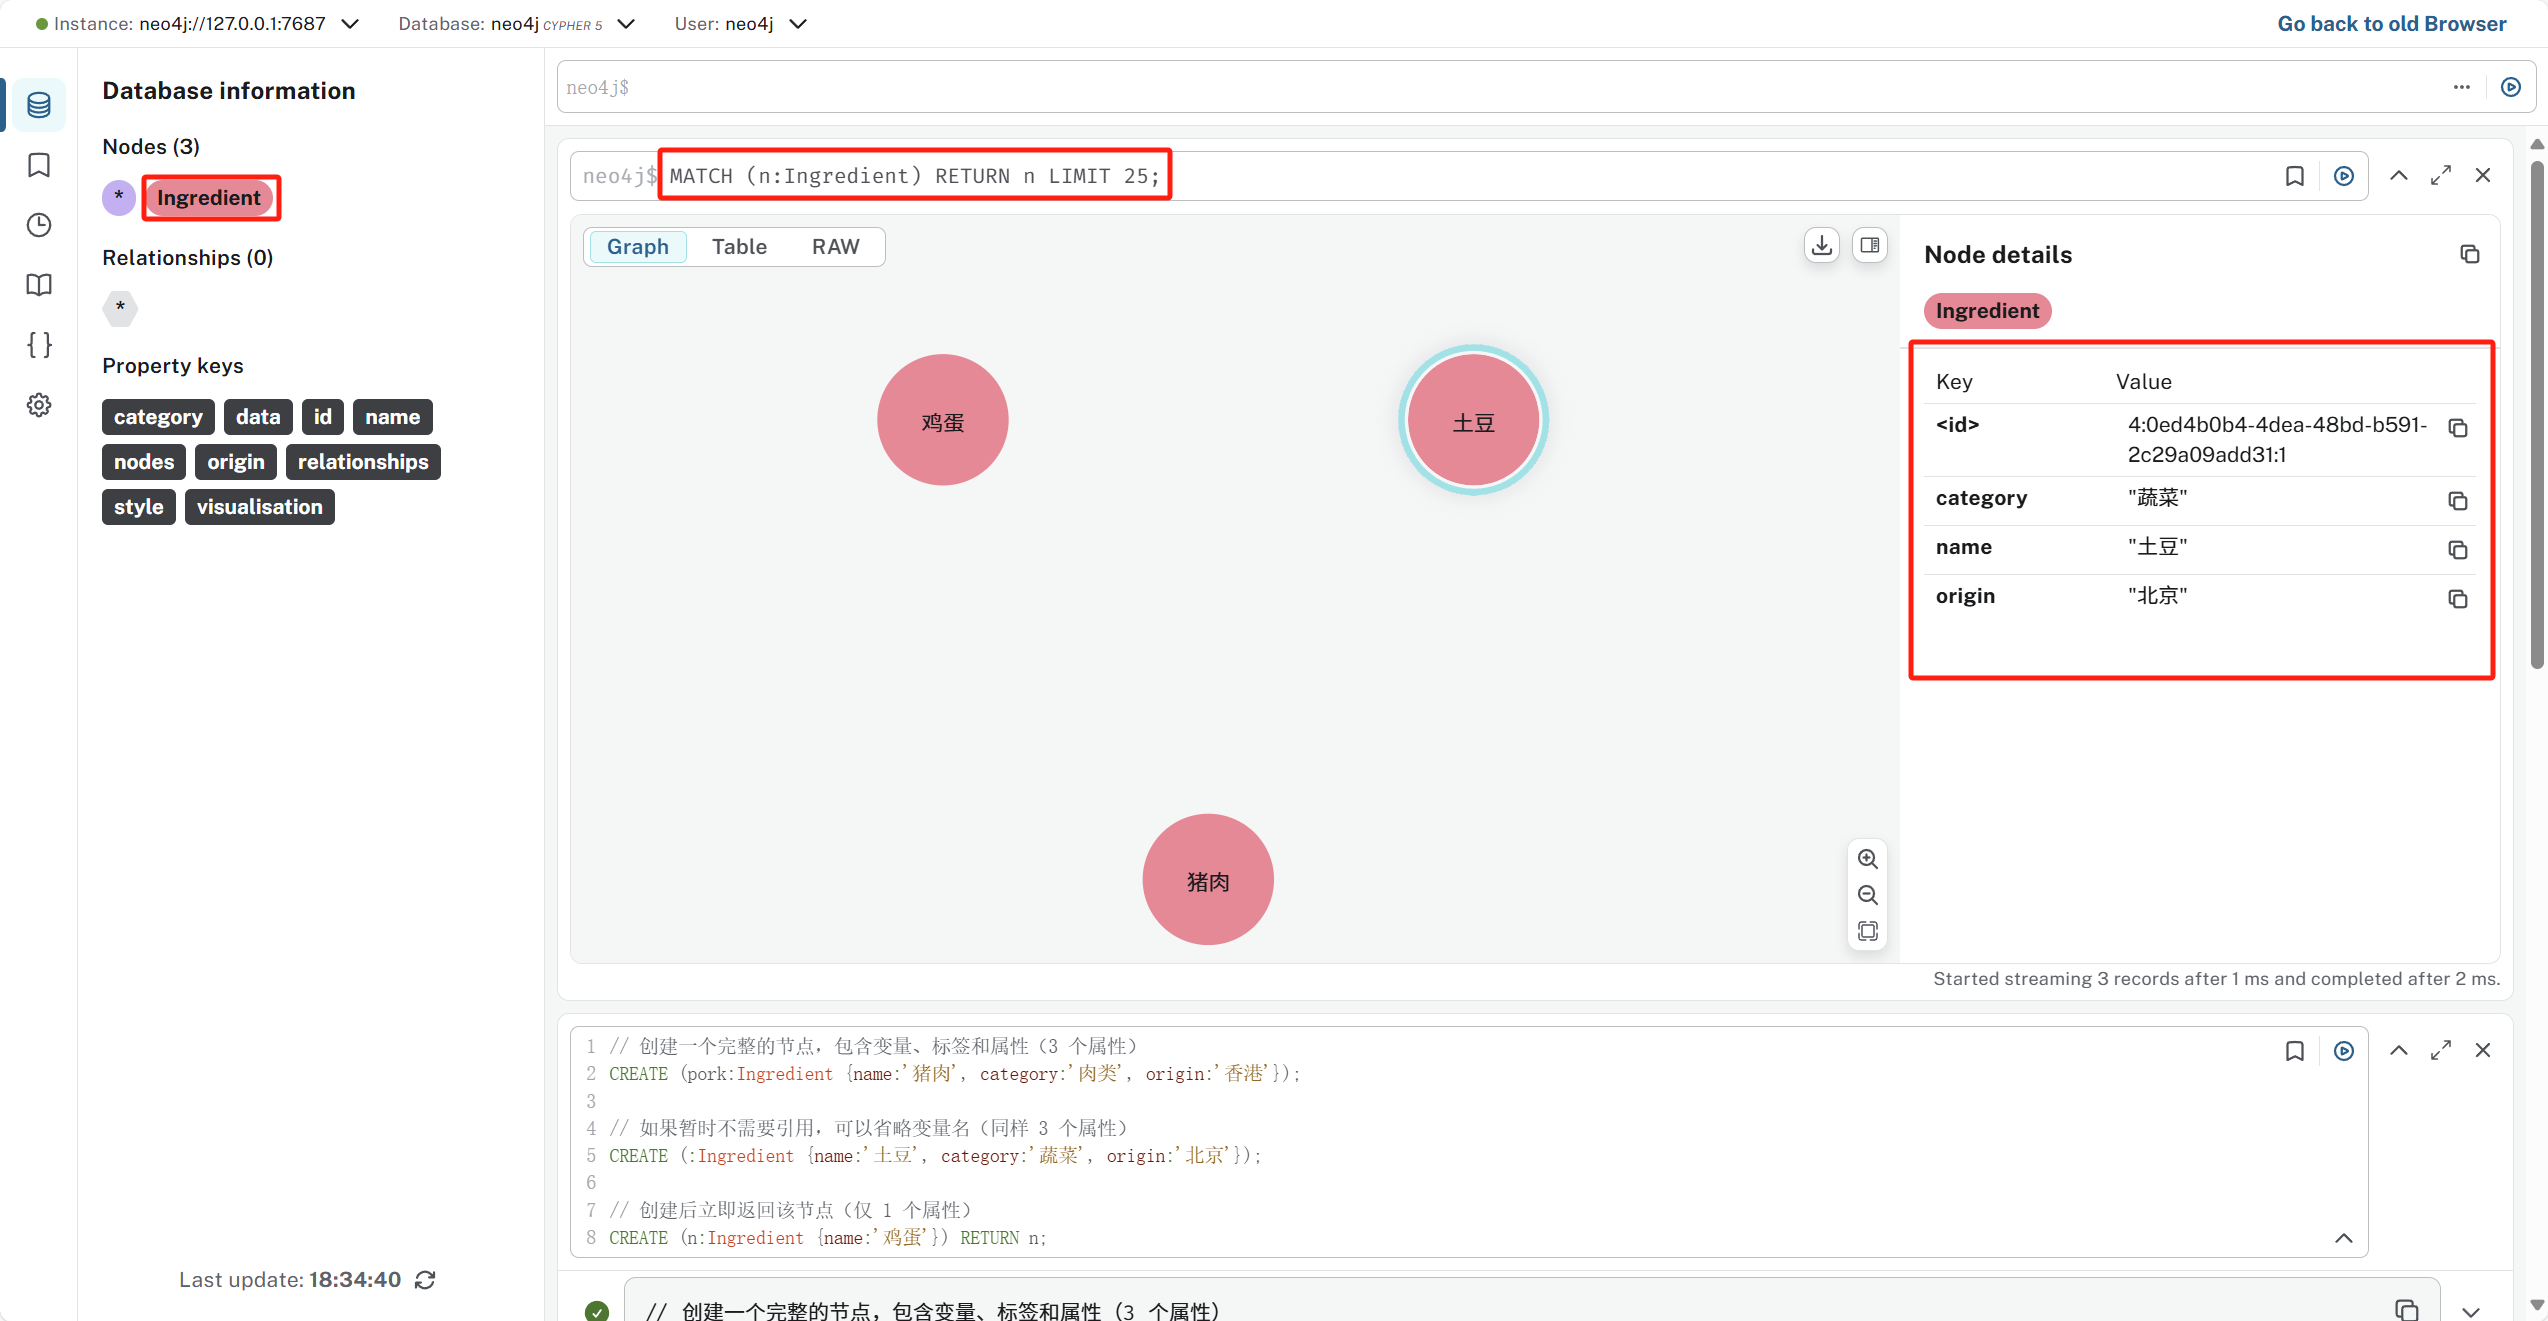 Instance: neo4j://127.0.0.1:7687
Database: neo4j CYPHER 5
User: neo4j
Go back to old Browser
Database information
Nodes (3)
* Ingredient
Relationships (0)
*
Property keys
category data id name
nodes origin relationships
style visualisation
Last update: 18:34:40
neo4j$
neo4j$ MATCH (n:Ingredient) RETURN n LIMIT 25;
Graph Table RAW
鸡蛋
土豆
猪肉
Node details
Ingredient
Key Value
<id> 4:0ed4b0b4-4dea-48bd-b591-
2c29a09add31:1
category "蔬菜"
name "土豆"
origin "北京"
Started streaming 3 records after 1 ms and completed after 2 ms.
1 // 创建一个完整的节点，包含变量、标签和属性（3 个属性）
2 CREATE (pork:Ingredient {name:'猪肉', category:'肉类', origin:'香港'});
3
4 // 如果暂时不需要引用，可以省略变量名（同样 3 个属性）
5 CREATE (:Ingredient {name:'土豆', category:'蔬菜', origin:'北京'});
6
7 // 创建后立即返回该节点（仅 1 个属性）
8 CREATE (n:Ingredient {name:'鸡蛋'}) RETURN n;
// 创建一个完整的节点，包含变量、标签和属性（3 个属性）